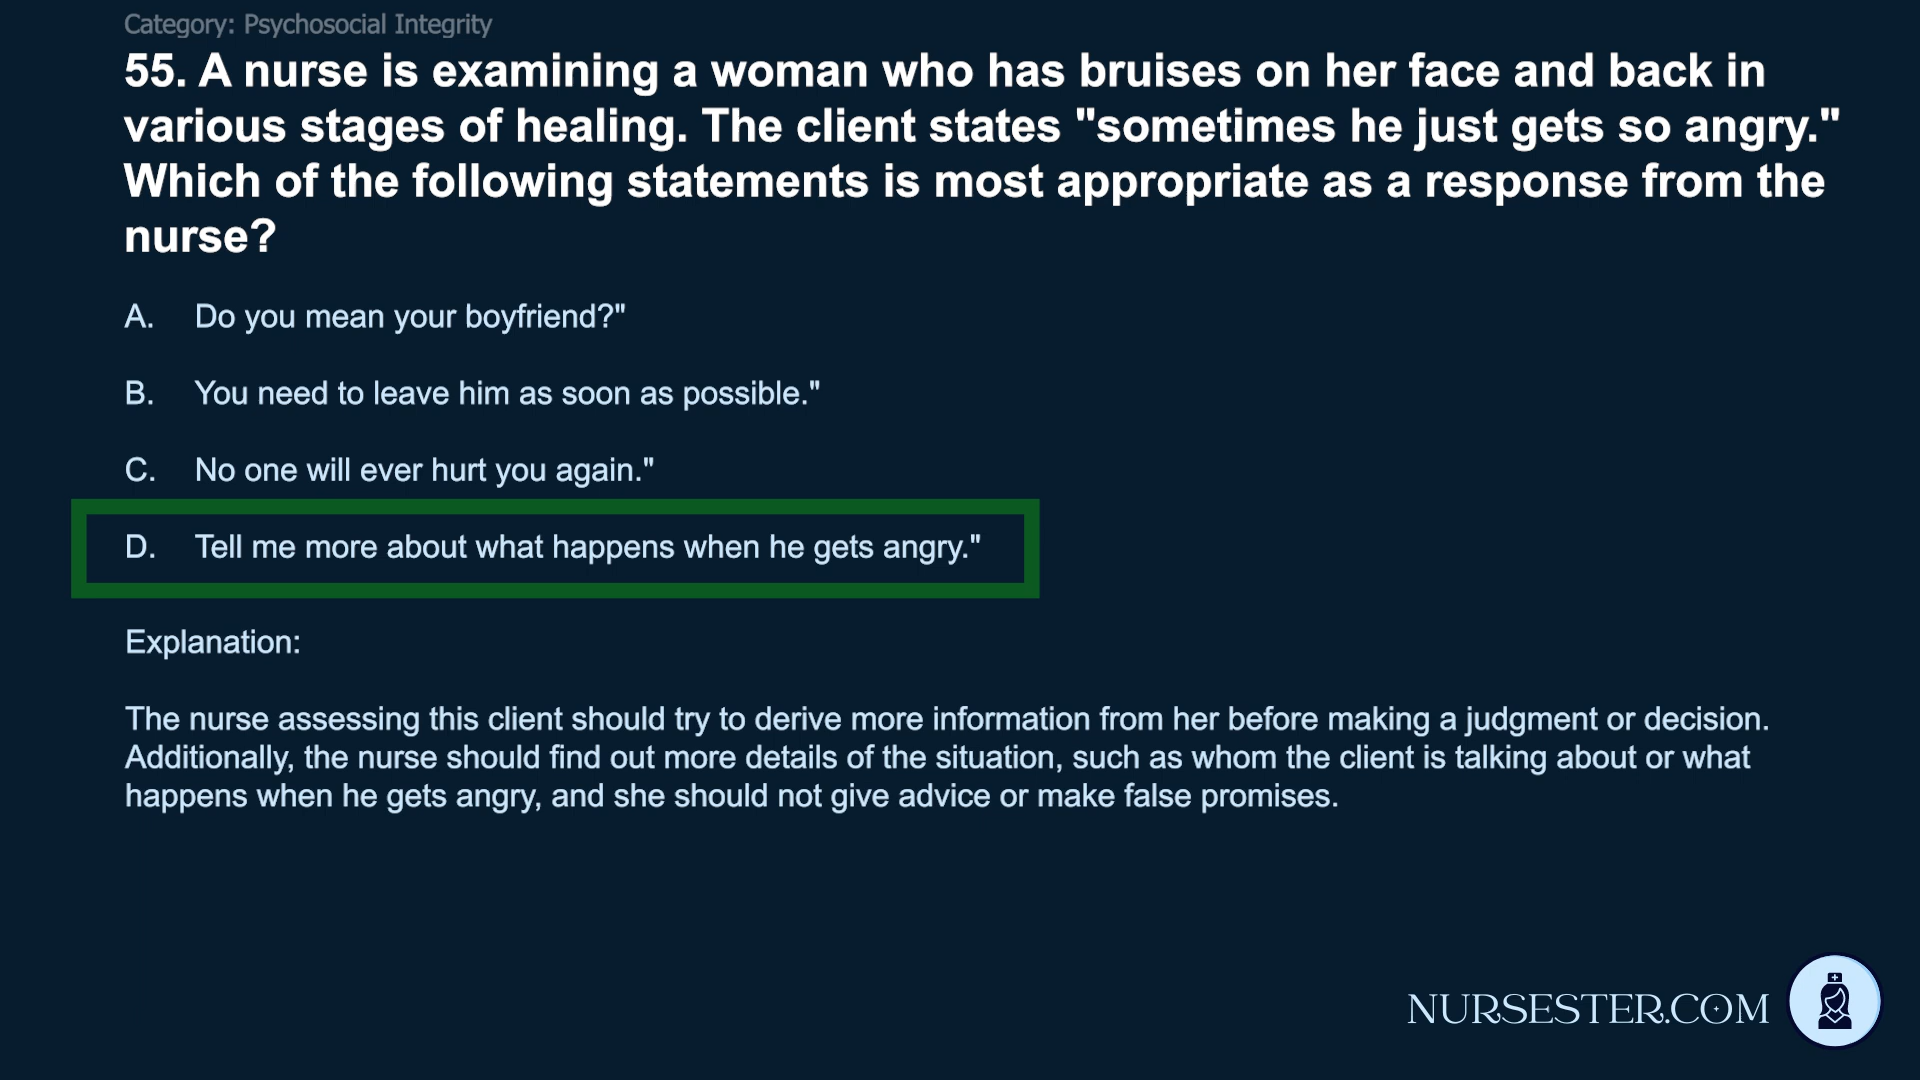 Category: Psychosocial Integrity
55. A nurse is examining a woman who has bruises on her face and back in
various stages of healing. The client states "sometimes he just gets so angry."
Which of the following statements is most appropriate as a response from the
nurse?
A. Do you mean your boyfriend?"
B. You need to leave him as soon as possible."
C. No one will ever hurt you again."
D. Tell me more about what happens when he gets angry."
Explanation:
The nurse assessing this client should try to derive more information from her before making a judgment or decision.
Additionally, the nurse should find out more details of the situation, such as whom the client is talking about or what
happens when he gets angry, and she should not give advice or make false promises.
NURSESTER.COM